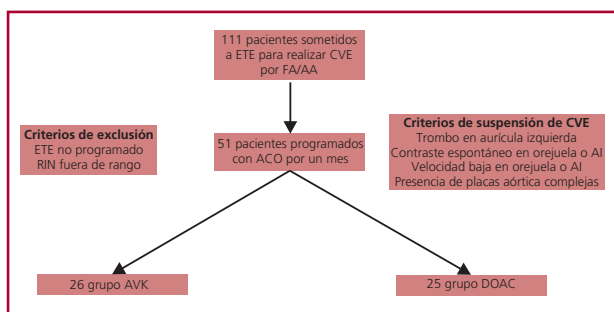 111 pacientes sometidos
a ETE para realizar CVE
por FA/AA
Criterios de exclusión
ETE no programado
RIN fuera de rango
51 pacientes programados
con ACO por un mes
Criterios de suspensión de CVE
Trombo en aurícula izquierda
Contraste espontáneo en orejuela o AI
Velocidad baja en orejuela o AI
Presencia de placas aórtica complejas
26 grupo AVK
25 grupo DOAC